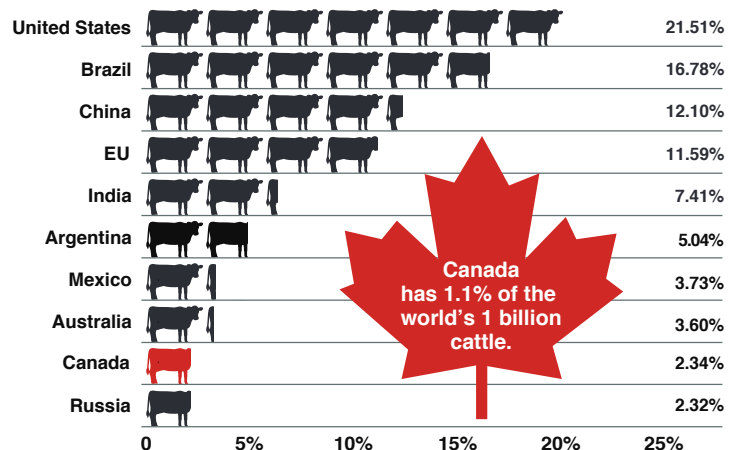 United States 21.51%
Brazil 16.78%
China 12.10%
EU 11.59%
India 7.41%
Argentina 5.04%
Mexico 3.73%
Australia 3.60%
Canada 2.34%
Russia 2.32%
Canada
has 1.1% of the
world's 1 billion
cattle.
0 5% 10% 15% 20% 25%